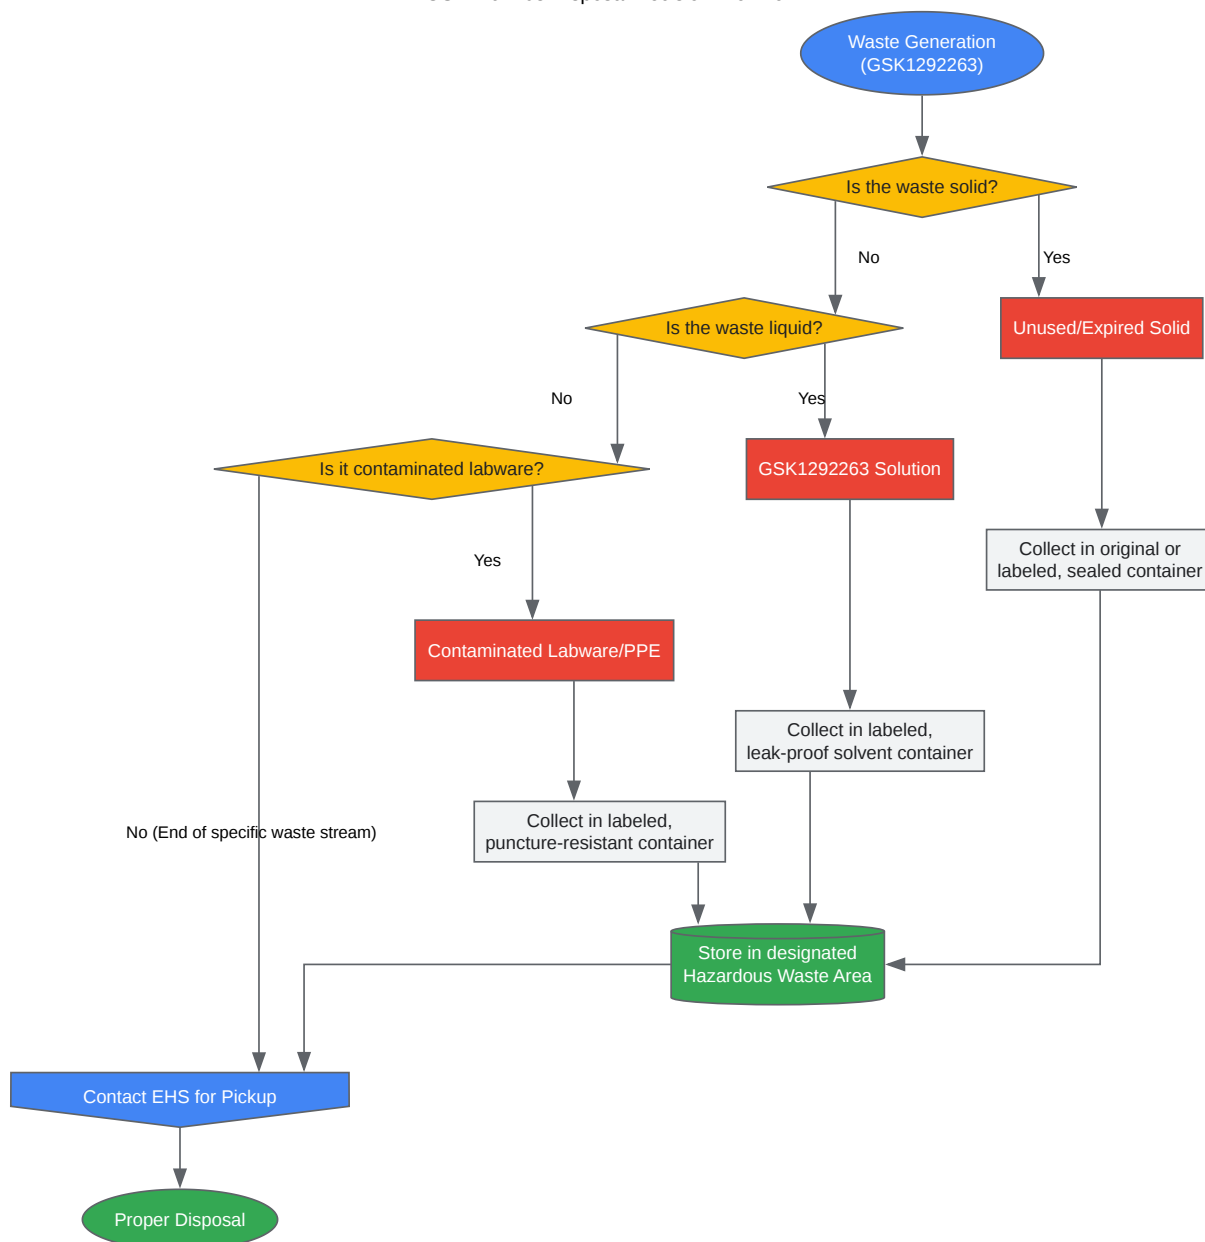 Waste Generation
(GSK1292263)
Is the waste solid?
No
Yes
Is the waste liquid?
Unused/Expired Solid
No
Yes
Is it contaminated labware?
GSK1292263 Solution
Collect in original or
labeled, sealed container
Yes
Contaminated Labware/PPE
Collect in labeled,
leak-proof solvent container
Collect in labeled,
puncture-resistant container
No (End of specific waste stream)
Store in designated
Hazardous Waste Area
Contact EHS for Pickup
Proper Disposal